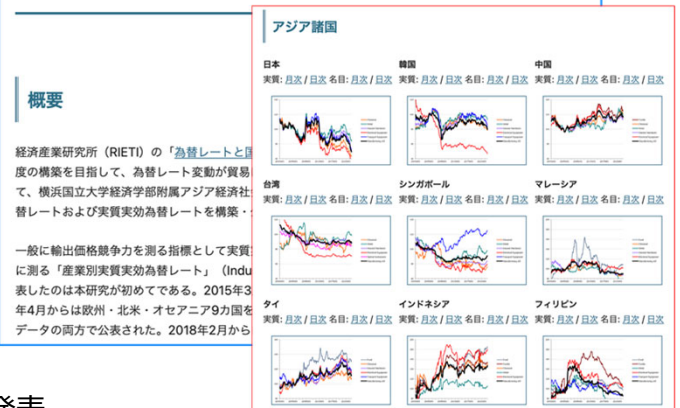 概要
経済産業研究所（RIETI）の「為替レートと国
度の構築を目指して、為替レート変動が貿易
て、横浜国立大学経済学部附属アジア経済社
替レートおよび実質実効為替レートを構築・
一般に輸出価格競争力を測る指標として実質
に測る「産業別実質実効為替レート」（Indu
表したのは本研究が初めてである。2015年3
年4月からは欧州・北米・オセアニア9カ国を
データの両方で公表された。2018年2月から
発表
アジア諸国
日本 韓国 中国
実質: 月次 / 日次 名目: 月次 / 日次 実質: 月次 / 日次 名目: 月次 / 日次 実質: 月次 / 日次 名目: 月次 / 日次
台湾 シンガポール マレーシア
実質: 月次 / 日次 名目: 月次 / 日次 実質: 月次 / 日次 名目: 月次 / 日次 実質: 月次 / 日次 名目: 月次 / 日次
タイ インドネシア フィリピン
実質: 月次 / 日次 名目: 月次 / 日次 実質: 月次 / 日次 名目: 月次 / 日次 実質: 月次 / 日次 名目: 月次 / 日次